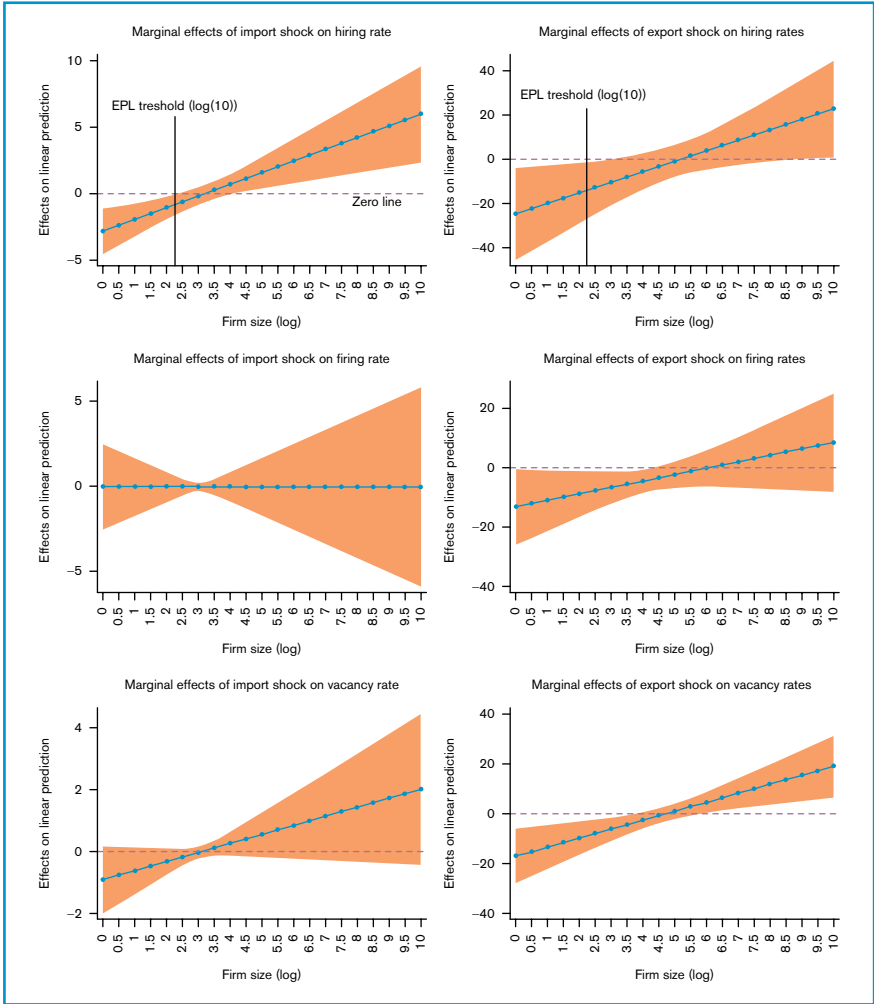 Marginal effects of import shock on hiring rate
Effects on linear prediction
10
5
0
−5
EPL treshold (log(10))
Zero line
0 0.5 1 1.5 2 2.5 3 3.5 4 4.5 5 5.5 6 6.5 7 7.5 8 8.5 9 9.5 10
Firm size (log)
Marginal effects of export shock on hiring rates
Effects on linear prediction
40
20
0
−20
−40
EPL treshold (log(10))
0 0.5 1 1.5 2 2.5 3 3.5 4 4.5 5 5.5 6 6.5 7 7.5 8 8.5 9 9.5 10
Firm size (log)
Marginal effects of import shock on firing rate
Effects on linear prediction
5
0
−5
0 0.5 1 1.5 2 2.5 3 3.5 4 4.5 5 5.5 6 6.5 7 7.5 8 8.5 9 9.5 10
Firm size (log)
Marginal effects of export shock on firing rates
Effects on linear prediction
20
0
−20
−40
0 0.5 1 1.5 2 2.5 3 3.5 4 4.5 5 5.5 6 6.5 7 7.5 8 8.5 9 9.5 10
Firm size (log)
Marginal effects of import shock on vacancy rate
Effects on linear prediction
4
2
0
−2
0 0.5 1 1.5 2 2.5 3 3.5 4 4.5 5 5.5 6 6.5 7 7.5 8 8.5 9 9.5 10
Firm size (log)
Marginal effects of export shock on vacancy rates
Effects on linear prediction
40
20
0
−20
−40
0 0.5 1 1.5 2 2.5 3 3.5 4 4.5 5 5.5 6 6.5 7 7.5 8 8.5 9 9.5 10
Firm size (log)